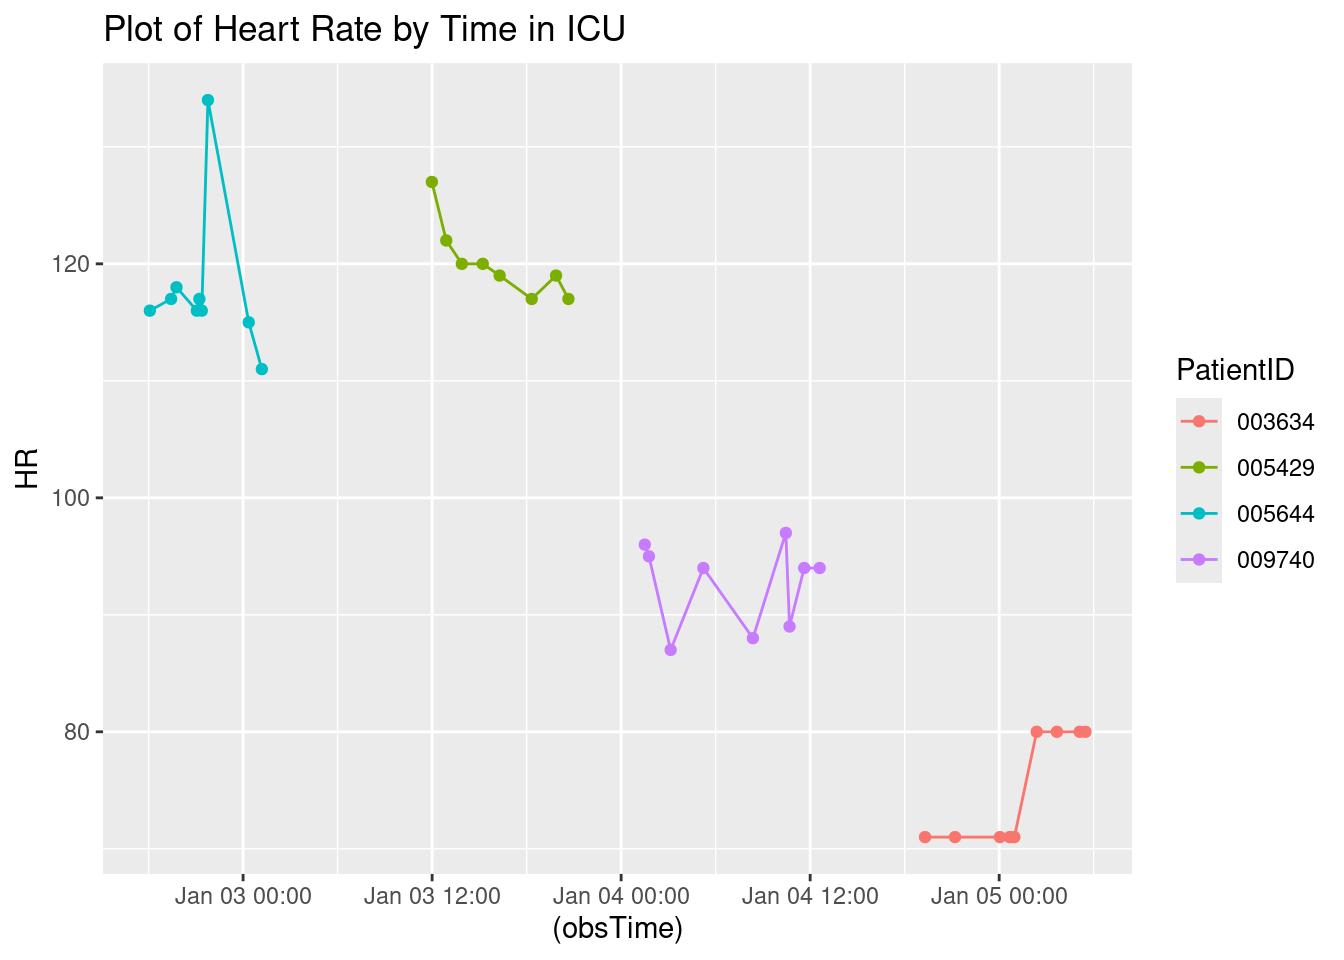 Plot of Heart Rate by Time in ICU
120
100
80
HR
Jan 03 00:00 Jan 03 12:00 Jan 04 00:00 Jan 04 12:00 Jan 05 00:00
(obsTime)
PatientID
003634
005429
005644
009740